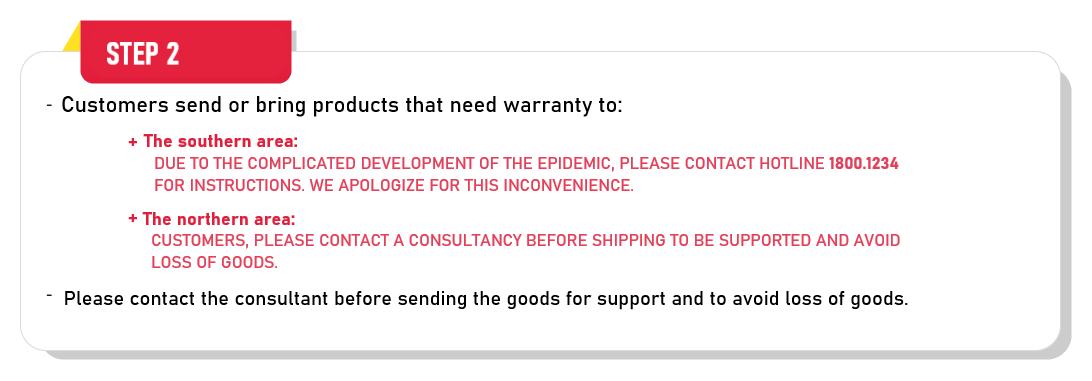 STEP 2
- Customers send or bring products that need warranty to:
+ The southern area:
DUE TO THE COMPLICATED DEVELOPMENT OF THE EPIDEMIC, PLEASE CONTACT HOTLINE 1800.1234
FOR INSTRUCTIONS. WE APOLOGIZE FOR THIS INCONVENIENCE.
+ The northern area:
CUSTOMERS, PLEASE CONTACT A CONSULTANCY BEFORE SHIPPING TO BE SUPPORTED AND AVOID
LOSS OF GOODS.
- Please contact the consultant before sending the goods for support and to avoid loss of goods.